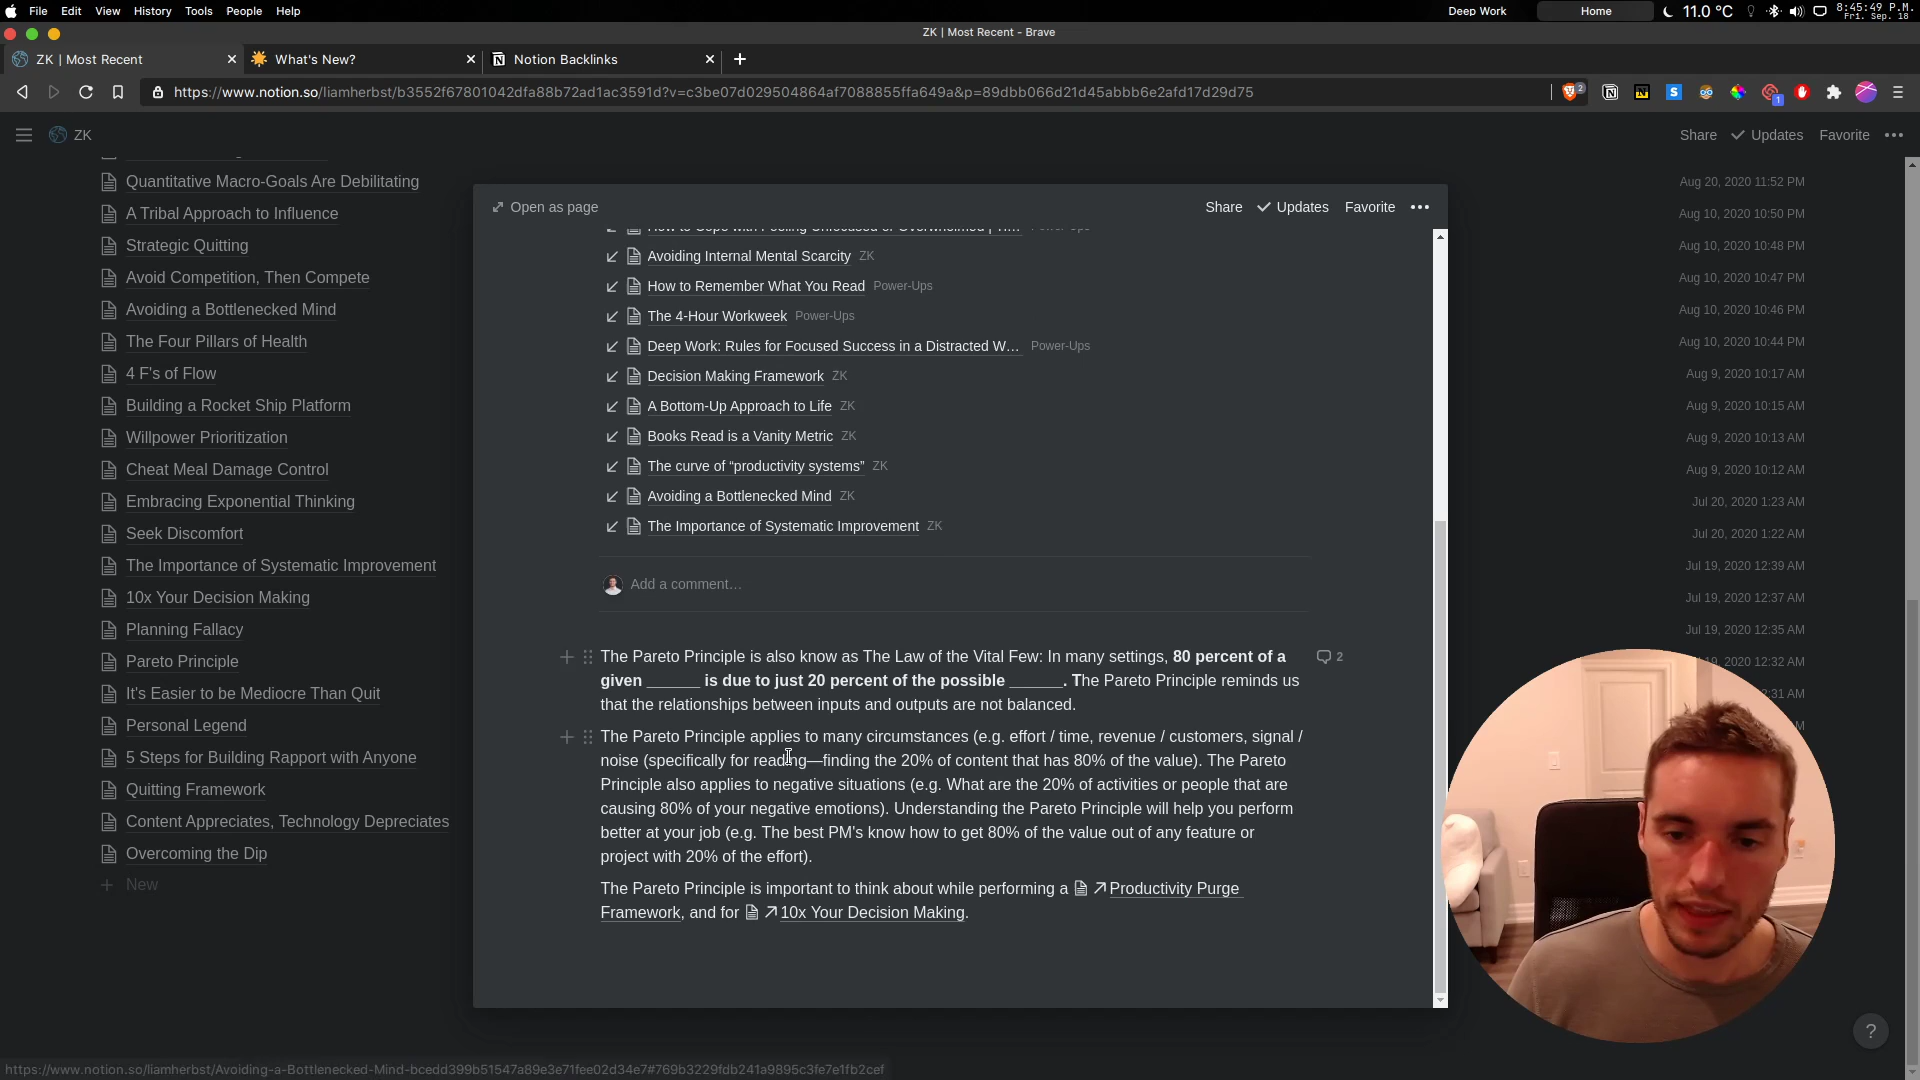 File Edit View History Tools People Help
Deep Work Home 11.0 °C 8:45:49 P.M.
Fri. Sep. 18
ZK | Most Recent - Brave
ZK | Most Recent What's New? Notion Backlinks
https://www.notion.so/liamherbst/b3552f67801042dfa88b72ad1ac3591d?v=c3be07d029504864af7088855ffa649a&p=89dbb066d21d45abbb6e2afd17d29d75
2
1
ZK
Share Updates Favorite
Quantitative Macro-Goals Are Debilitating
A Tribal Approach to Influence
Strategic Quitting
Avoid Competition, Then Compete
Avoiding a Bottlenecked Mind
The Four Pillars of Health
4 F's of Flow
Building a Rocket Ship Platform
Willpower Prioritization
Cheat Meal Damage Control
Embracing Exponential Thinking
Seek Discomfort
The Importance of Systematic Improvement
10x Your Decision Making
Planning Fallacy
Pareto Principle
It's Easier to be Mediocre Than Quit
Personal Legend
5 Steps for Building Rapport with Anyone
Quitting Framework
Content Appreciates, Technology Depreciates
Overcoming the Dip
New
Open as page
Share Updates Favorite
Avoiding Internal Mental Scarcity ZK
How to Remember What You Read Power-Ups
The 4-Hour Workweek Power-Ups
Deep Work: Rules for Focused Success in a Distracted W… Power-Ups
Decision Making Framework ZK
A Bottom-Up Approach to Life ZK
Books Read is a Vanity Metric ZK
The curve of “productivity systems” ZK
Avoiding a Bottlenecked Mind ZK
The Importance of Systematic Improvement ZK
Add a comment…
The Pareto Principle is also know as The Law of the Vital Few: In many settings, 80 percent of a
given ______ is due to just 20 percent of the possible ______. The Pareto Principle reminds us
that the relationships between inputs and outputs are not balanced.
2
The Pareto Principle applies to many circumstances (e.g. effort / time, revenue / customers, signal /
noise (specifically for reading—finding the 20% of content that has 80% of the value). The Pareto
Principle also applies to negative situations (e.g. What are the 20% of activities or people that are
causing 80% of your negative emotions). Understanding the Pareto Principle will help you perform
better at your job (e.g. The best PM's know how to get 80% of the value out of any feature or
project with 20% of the effort).
The Pareto Principle is important to think about while performing a Productivity Purge
Framework, and for 10x Your Decision Making.
Aug 20, 2020 11:52 PM
Aug 10, 2020 10:50 PM
Aug 10, 2020 10:48 PM
Aug 10, 2020 10:47 PM
Aug 10, 2020 10:46 PM
Aug 10, 2020 10:44 PM
Aug 9, 2020 10:17 AM
Aug 9, 2020 10:15 AM
Aug 9, 2020 10:13 AM
Aug 9, 2020 10:12 AM
Jul 20, 2020 1:23 AM
Jul 20, 2020 1:22 AM
Jul 19, 2020 12:39 AM
Jul 19, 2020 12:37 AM
Jul 19, 2020 12:35 AM
19, 2020 12:32 AM
2:31 AM
?
https://www.notion.so/liamherbst/Avoiding-a-Bottlenecked-Mind-bcedd399b51547a89e3e71fee02d34e7#769b3229fdb241a9895c3fe7e1fb2cef